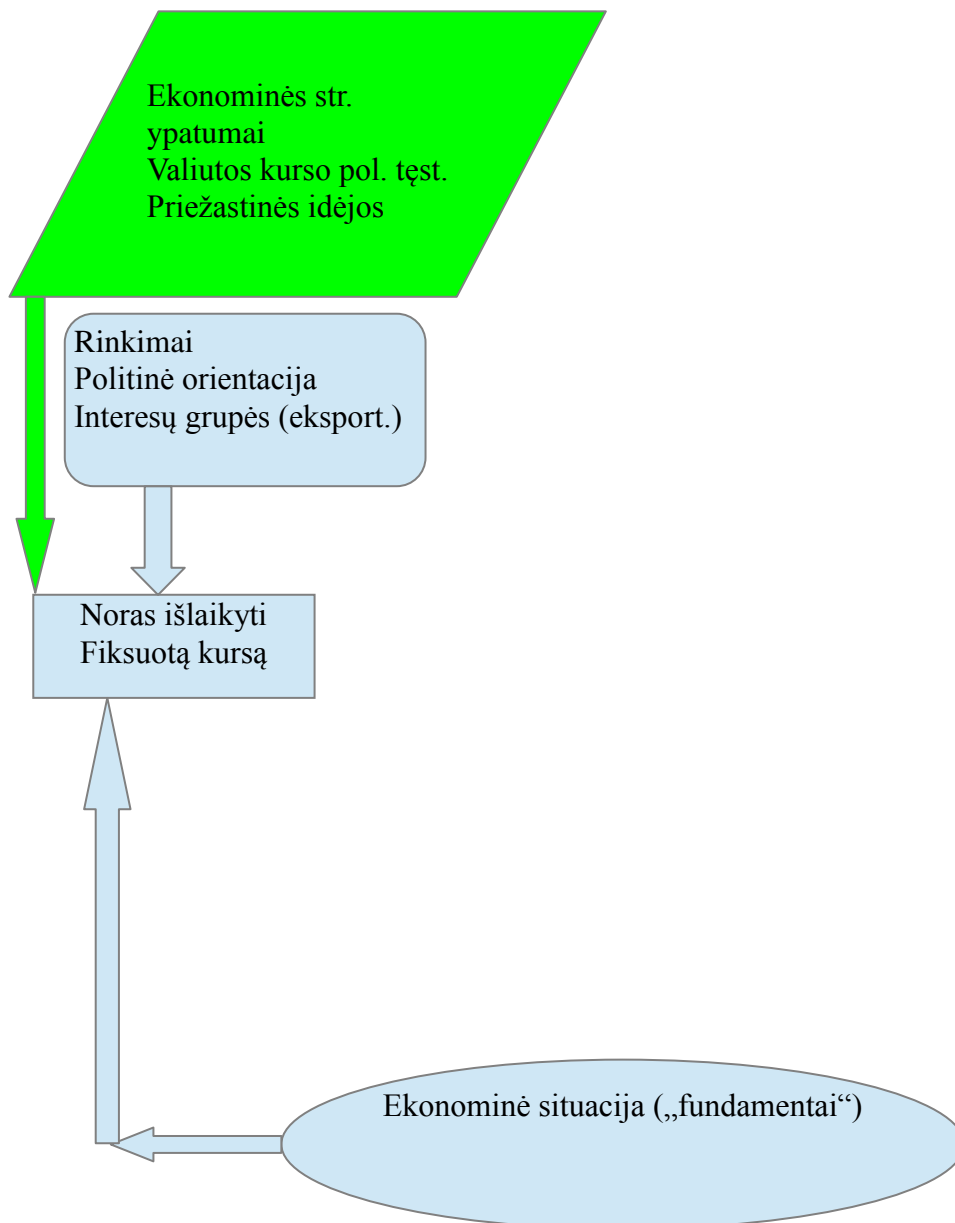 Ekonominės str.
ypatumai
Valiutos kurso pol. tęst.
Priežastinės idėjos
Rinkimai
Politinė orientacija
Interesų grupės (eksport.)
Noras išlaikyti
Fiksuotą kursą
Ekonominė situacija („fundamentai“)